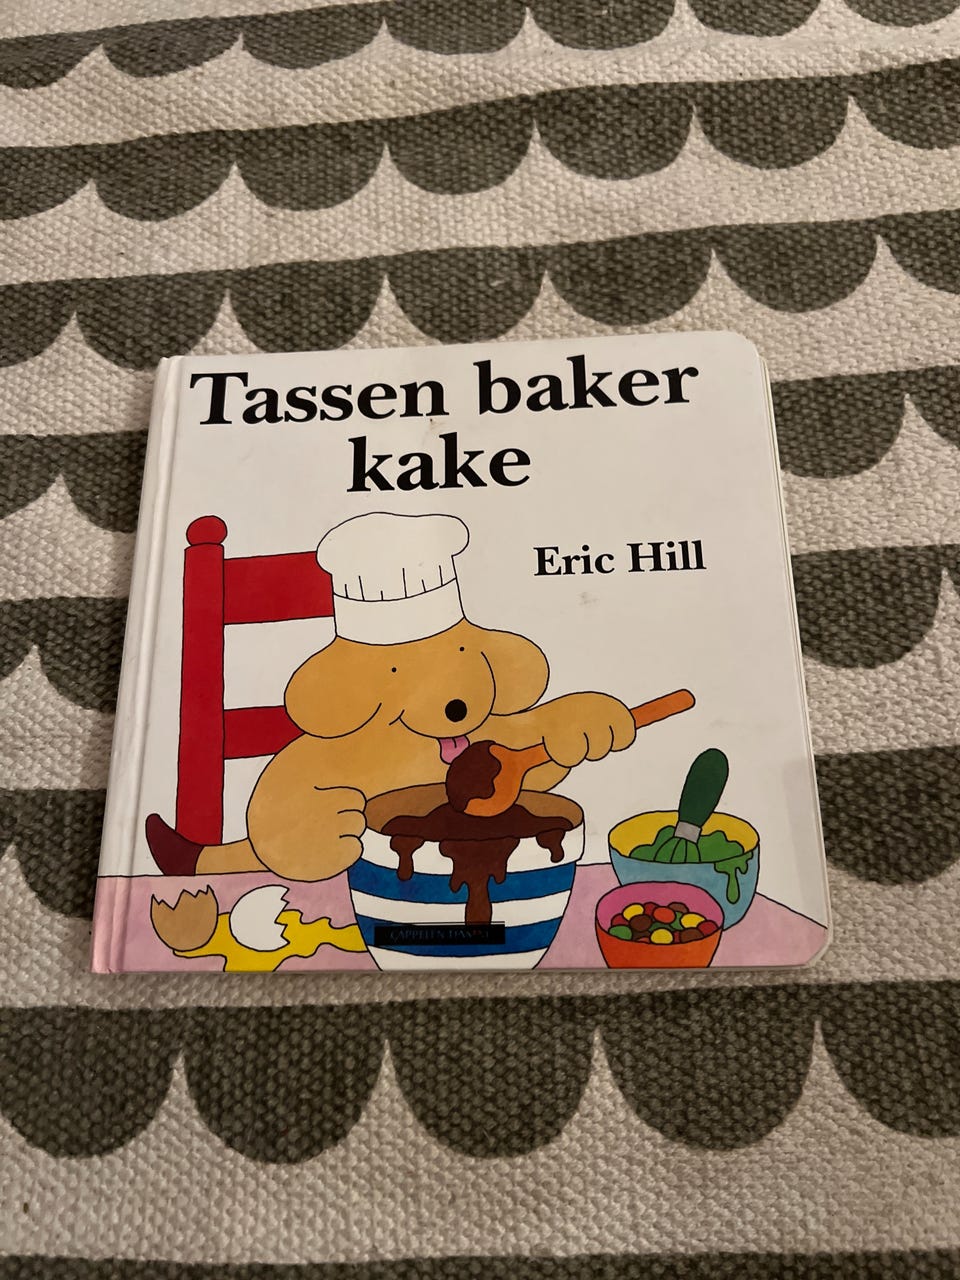 Tassen baker
kake
Eric Hill
CAPPELEN DAMM